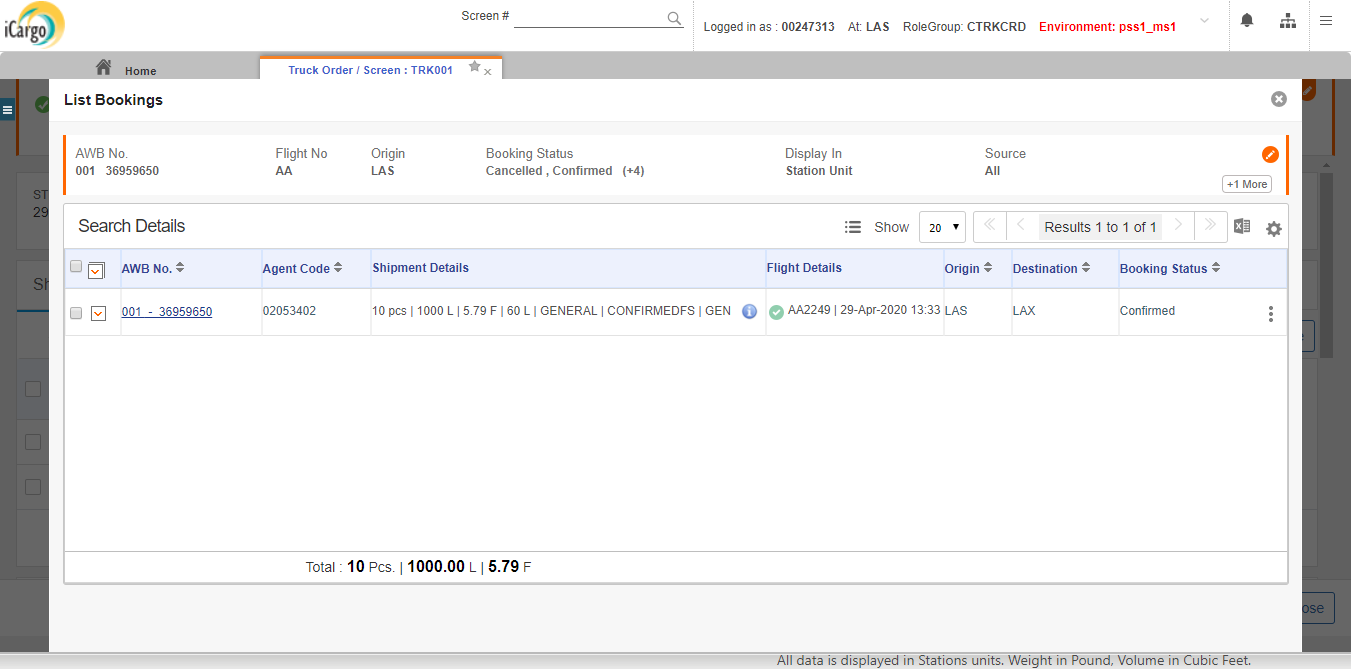 iCargo
Screen #
Logged in as : 00247313 At: LAS RoleGroup: CTRKCRD Environment: pss1_ms1
Home
Truck Order / Screen : TRK001
List Bookings
AWB No. Flight No Origin Booking Status Display In Source
001 36959650 AA LAS Cancelled , Confirmed (+4) Station Unit All
+1 More
ST
29
Sh
Search Details
Show 20 Results 1 to 1 of 1
AWB No. Agent Code Shipment Details Flight Details Origin Destination Booking Status
001 - 36959650 02053402 10 pcs | 1000 L | 5.79 F | 60 L | GENERAL | CONFIRMEDFS | GEN AA2249 | 29-Apr-2020 13:33 LAS LAX Confirmed
Total : 10 Pcs. | 1000.00 L | 5.79 F
ose
All data is displayed in Stations units. Weight in Pound, Volume in Cubic Feet.